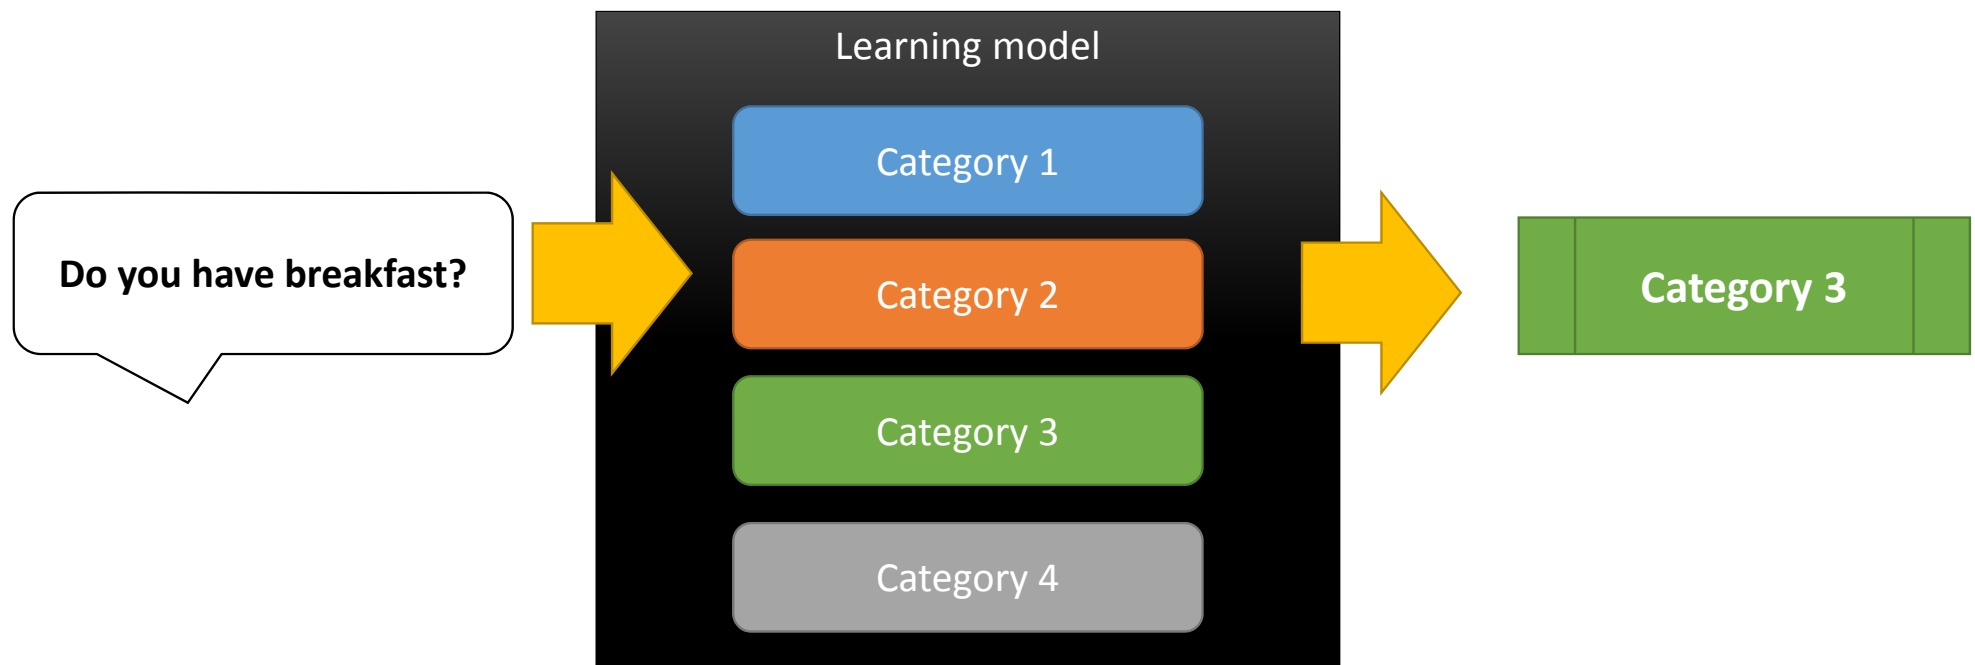 Learning model
Do you have breakfast?
Category 1
Category 2
Category 3
Category 4
Category 3